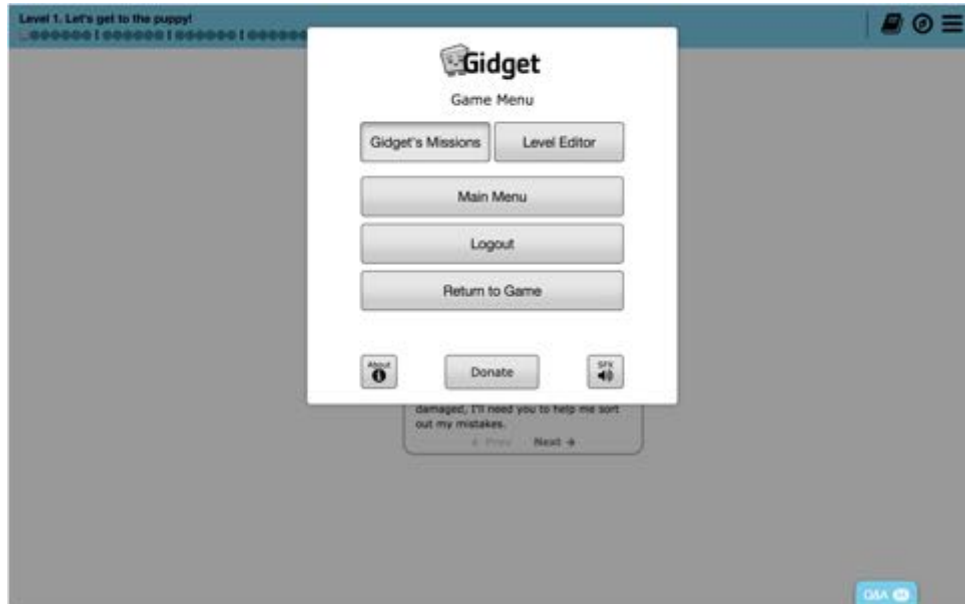 Level 1. Let's get to the puppy!
Gidget
Game Menu
Gidget's Missions
Level Editor
Main Menu
Logout
Return to Game
About
Donate
SFX
damaged, I'll need you to help me sort
out my mistakes.
← Prev Next →
Q&A